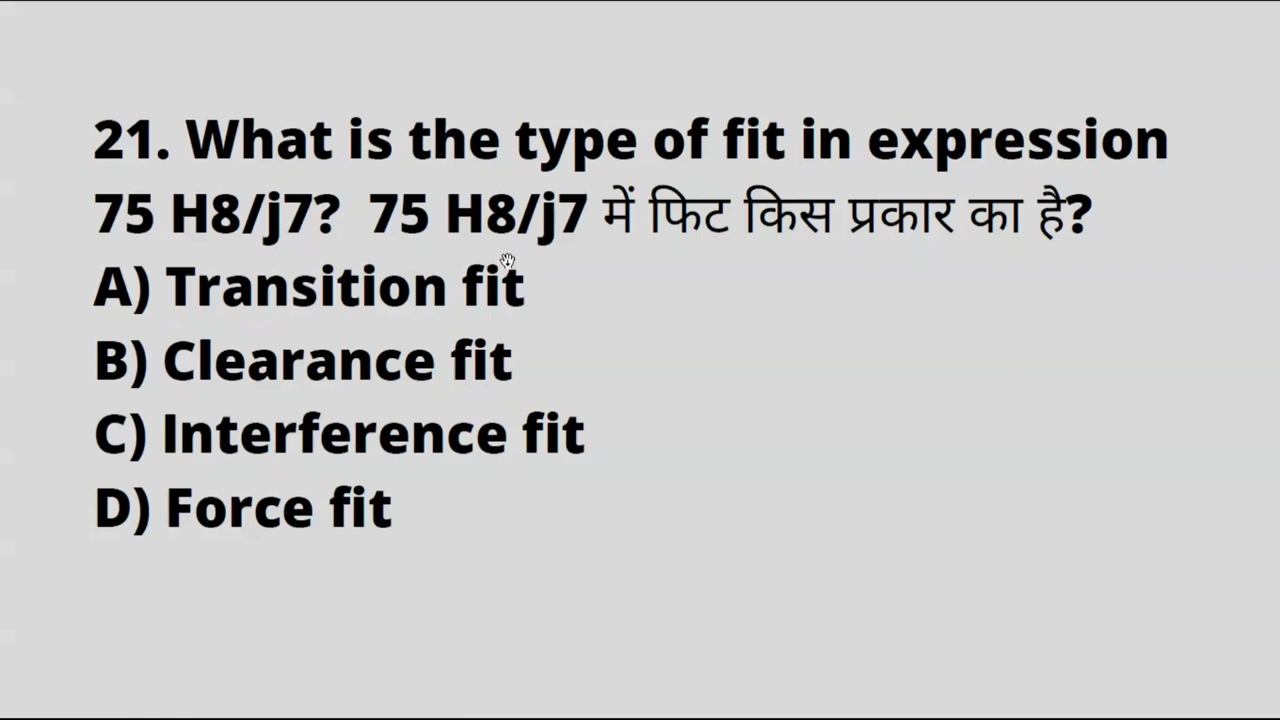 21. What is the type of fit in expression
75 H8/j7? 75 H8/j7 में फिट किस प्रकार का है?
A) Transition fit
B) Clearance fit
C) Interference fit
D) Force fit